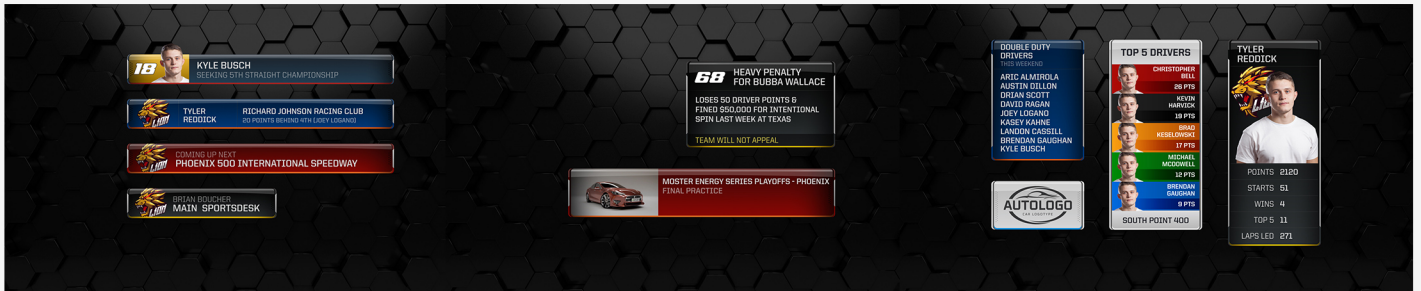 18
KYLE BUSCH
SEEKING 5TH STRAIGHT CHAMPIONSHIP
LION
TYLER
REDDICK
RICHARD JOHNSON RACING CLUB
20 POINTS BEHIND 4TH (JOEY LOGANO)
LION
COMING UP NEXT
PHOENIX 500 INTERNATIONAL SPEEDWAY
LION
BRIAN BOUCHER
MAIN SPORTSDESK
68
HEAVY PENALTY
FOR BUBBA WALLACE
LOSES 50 DRIVER POINTS &
FINED $50,000 FOR INTENTIONAL
SPIN LAST WEEK AT TEXAS
TEAM WILL NOT APPEAL
MOSTER ENERGY SERIES PLAYOFFS - PHOENIX
FINAL PRACTICE
DOUBLE DUTY
DRIVERS
THIS WEEKEND
ARIC ALMIROLA
AUSTIN DILLON
DRIAN SCOTT
DAVID RAGAN
JOEY LOGANO
KASEY KAHNE
LANDON CASSILL
BRENDAN GAUGHAN
KYLE BUSCH
AUTOLOGO
CAR LOGOTYPE
TOP 5 DRIVERS
CHRISTOPHER
BELL
26 PTS
KEVIN
HARVICK
19 PTS
BRAD
KESELOWSKI
17 PTS
MICHAEL
MCDOWELL
12 PTS
BRENDAN
GAUGHAN
9 PTS
SOUTH POINT 400
TYLER
REDDICK
LION
POINTS 2120
STARTS 51
WINS 4
TOP 5 11
LAPS LED 271